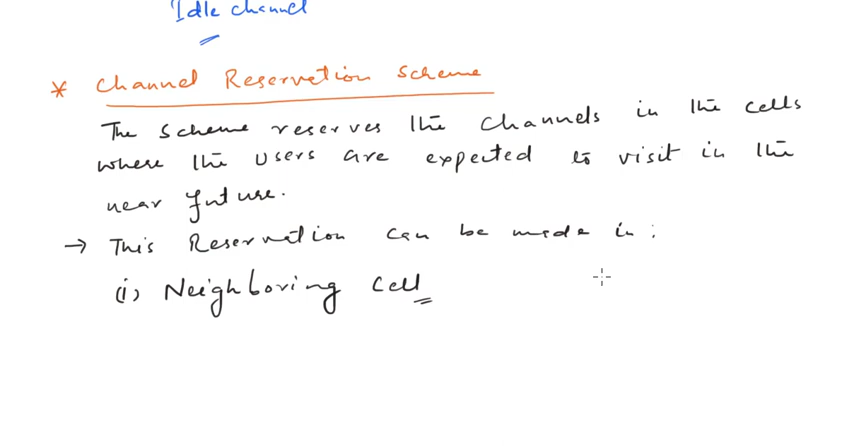 Idle channel
* Channel Reservation Scheme
The Scheme reserves the channels in the cells
where the users are expected to visit in the
near future.
→ This Reservation can be made in :
(i) Neighboring Cell